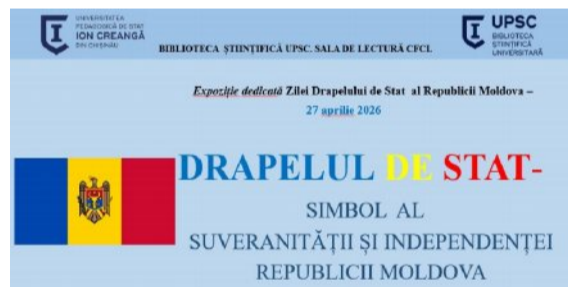 UNIVERSITATEA
PEDAGOGICĂ DE STAT
ION CREANGĂ
DIN CHIȘINĂU
UPSC
BIBLIOTECA
ȘTIINȚIFICĂ
UNIVERSITARĂ
BIBLIOTECA ȘTIINȚIFICĂ UPSC. SALA DE LECTURĂ CFCL
Expoziție dedicată Zilei Drapelului de Stat al Republicii Moldova –
27 aprilie 2026
DRAPELUL DE STAT-
SIMBOL AL
SUVERANITĂȚII ȘI INDEPENDENȚEI
REPUBLICII MOLDOVA